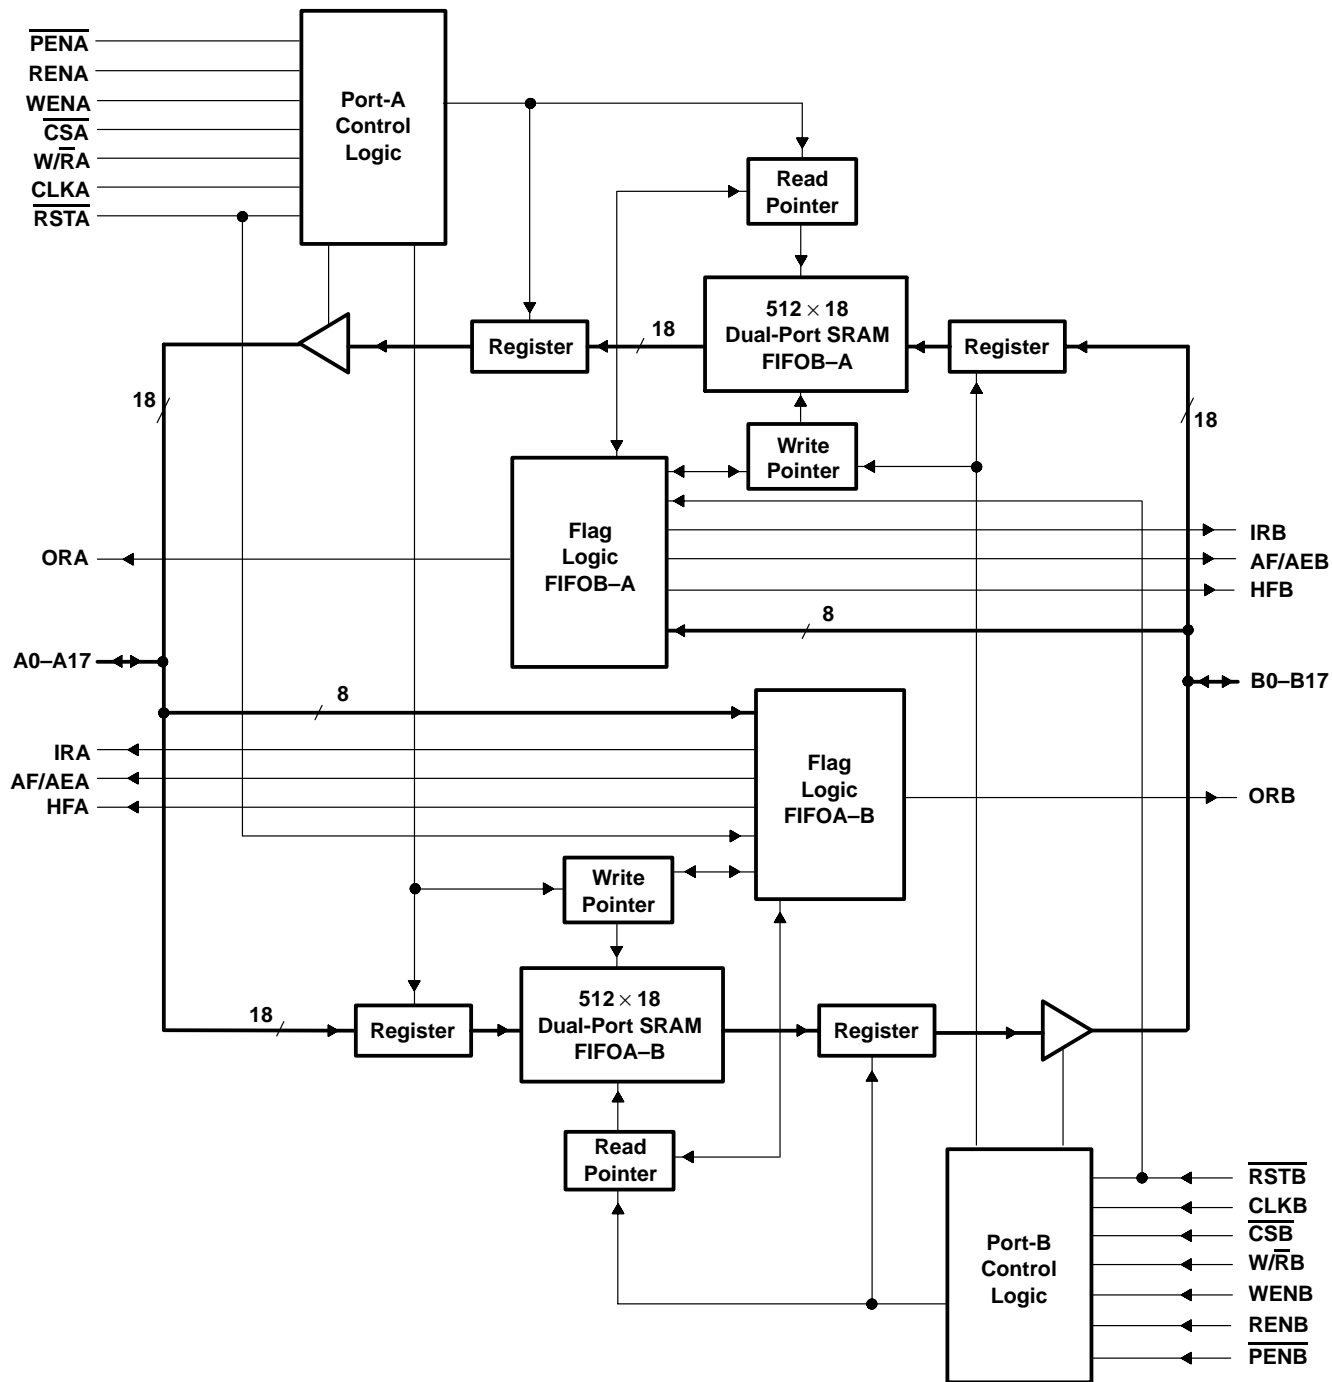 PENA
RENA
WENA
CSA
W/RA
CLKA
RSTA
Port-A
Control
Logic
Read
Pointer
512 × 18
Dual-Port SRAM
FIFOB–A
Register
18
Register
18
18
Write
Pointer
Flag
Logic
FIFOB–A
ORA
IRB
AF/AEB
HFB
8
A0–A17
B0–B17
8
IRA
AF/AEA
HFA
Flag
Logic
FIFOA–B
ORB
Write
Pointer
18
Register
512 × 18
Dual-Port SRAM
FIFOA–B
Register
Read
Pointer
Port-B
Control
Logic
RSTB
CLKB
CSB
W/RB
WENB
RENB
PENB